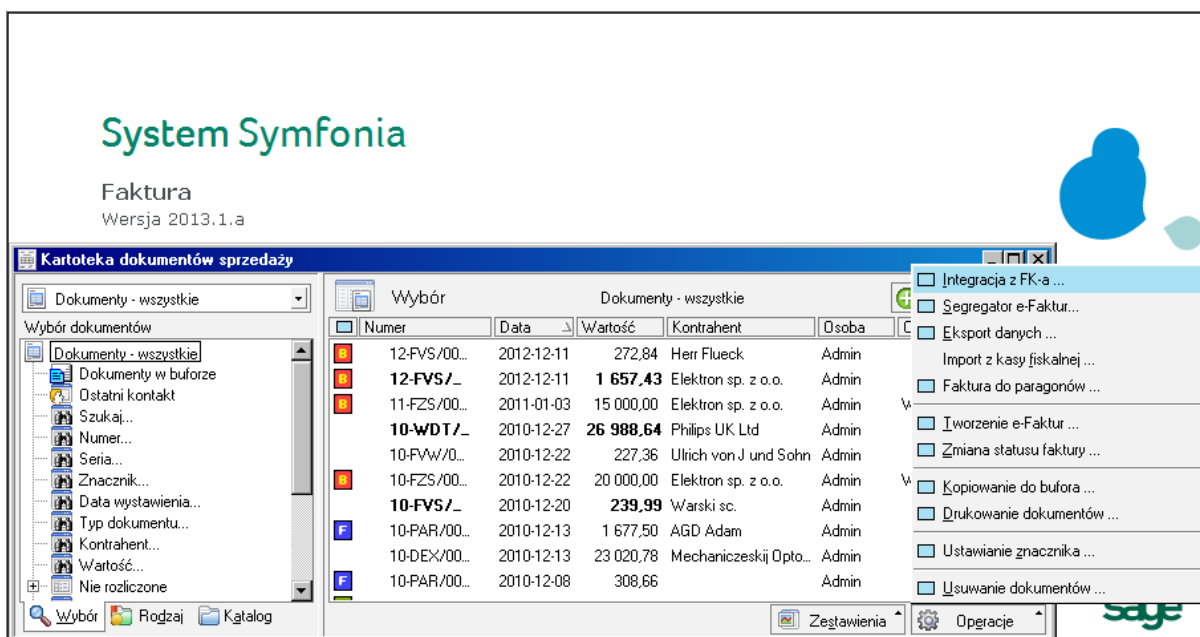 System Symfonia
Faktura
Wersja 2013.1.a
Kartoteka dokumentów sprzedaży
Dokumenty - wszystkie
Wybór dokumentów
Dokumenty - wszystkie
Dokumenty w buforze
Ostatni kontakt
Szukaj...
Numer...
Seria...
Znacznik...
Data wystawienia...
Typ dokumentu...
Kontrahent...
Wartość...
Nie rozliczone
Wybór Rodzaj Katalog
Wybór Dokumenty - wszystkie
Numer Data Wartość Kontrahent Osoba
B 12-FVS/00... 2012-12-11 272,84 Herr Flueck Admin
B 12-FVS/_ 2012-12-11 1 657,43 Elektron sp. z o.o. Admin
B 11-FZS/00... 2011-01-03 15 000,00 Elektron sp. z o.o. Admin
10-WDT/_ 2010-12-27 26 988,64 Philips UK Ltd Admin
10-FVW/0... 2010-12-22 227,36 Ulrich von J und Sohn Admin
B 10-FZS/00... 2010-12-22 20 000,00 Elektron sp. z o.o. Admin
10-FVS/_ 2010-12-20 239,99 Warski sc. Admin
F 10-PAR/00... 2010-12-13 1 677,50 AGD Adam Admin
10-DEX/00... 2010-12-13 23 020,78 Mechaniczeskij Opto... Admin
F 10-PAR/00... 2010-12-08 308,66 Admin
Zestawienia Operacje
Integracja z FK-a ...
Segregator e-Faktur...
Eksport danych ...
Import z kasy fiskalnej ...
Faktura do paragonów ...
Tworzenie e-Faktur ...
Zmiana statusu faktury ...
Kopiowanie do bufora ...
Drukowanie dokumentów ...
Ustawianie znacznika ...
Usuwanie dokumentów ...
sage